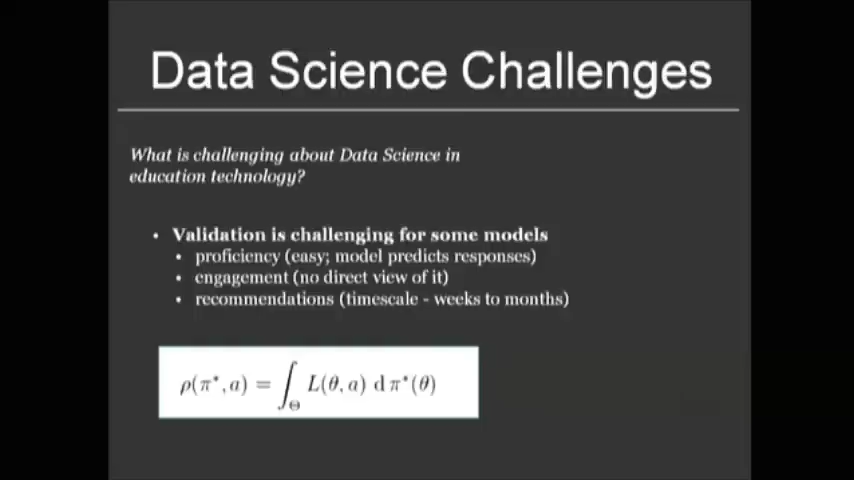 Data Science Challenges
What is challenging about Data Science in
education technology?
• Validation is challenging for some models
• proficiency (easy; model predicts responses)
• engagement (no direct view of it)
• recommendations (timescale - weeks to months)
ρ(π*, a) = ∫_Θ L(θ, a) dπ*(θ)